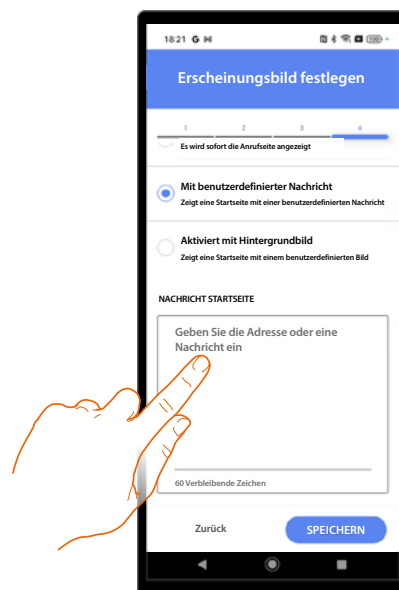 18:21 G
Erscheinungsbild festlegen
1 2 3 4
Es wird sofort die Anrufseite angezeigt
Mit benutzerdefinierter Nachricht
Zeigt eine Startseite mit einer benutzerdefinierten Nachricht
Aktiviert mit Hintergrundbild
Zeigt eine Startseite mit einem benutzerdefinierten Bild
NACHRICHT STARTSEITE
Geben Sie die Adresse oder eine
Nachricht ein
60 Verbleibende Zeichen
Zurück SPEICHERN